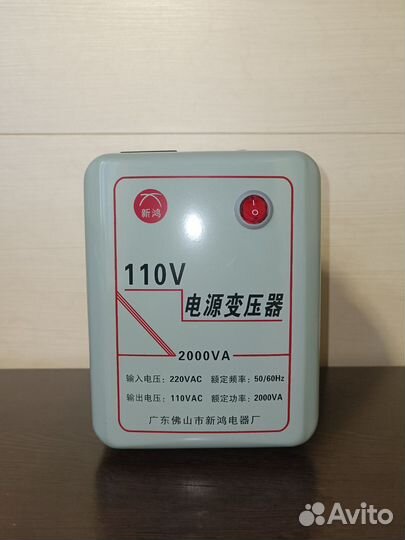 新鸿
110V
电源变压器
2000VA
输入电压：220VAC 额定频率：50/60Hz
输出电压：110VAC 额定功率：2000VA
广东佛山市新鸿电器厂
Avito